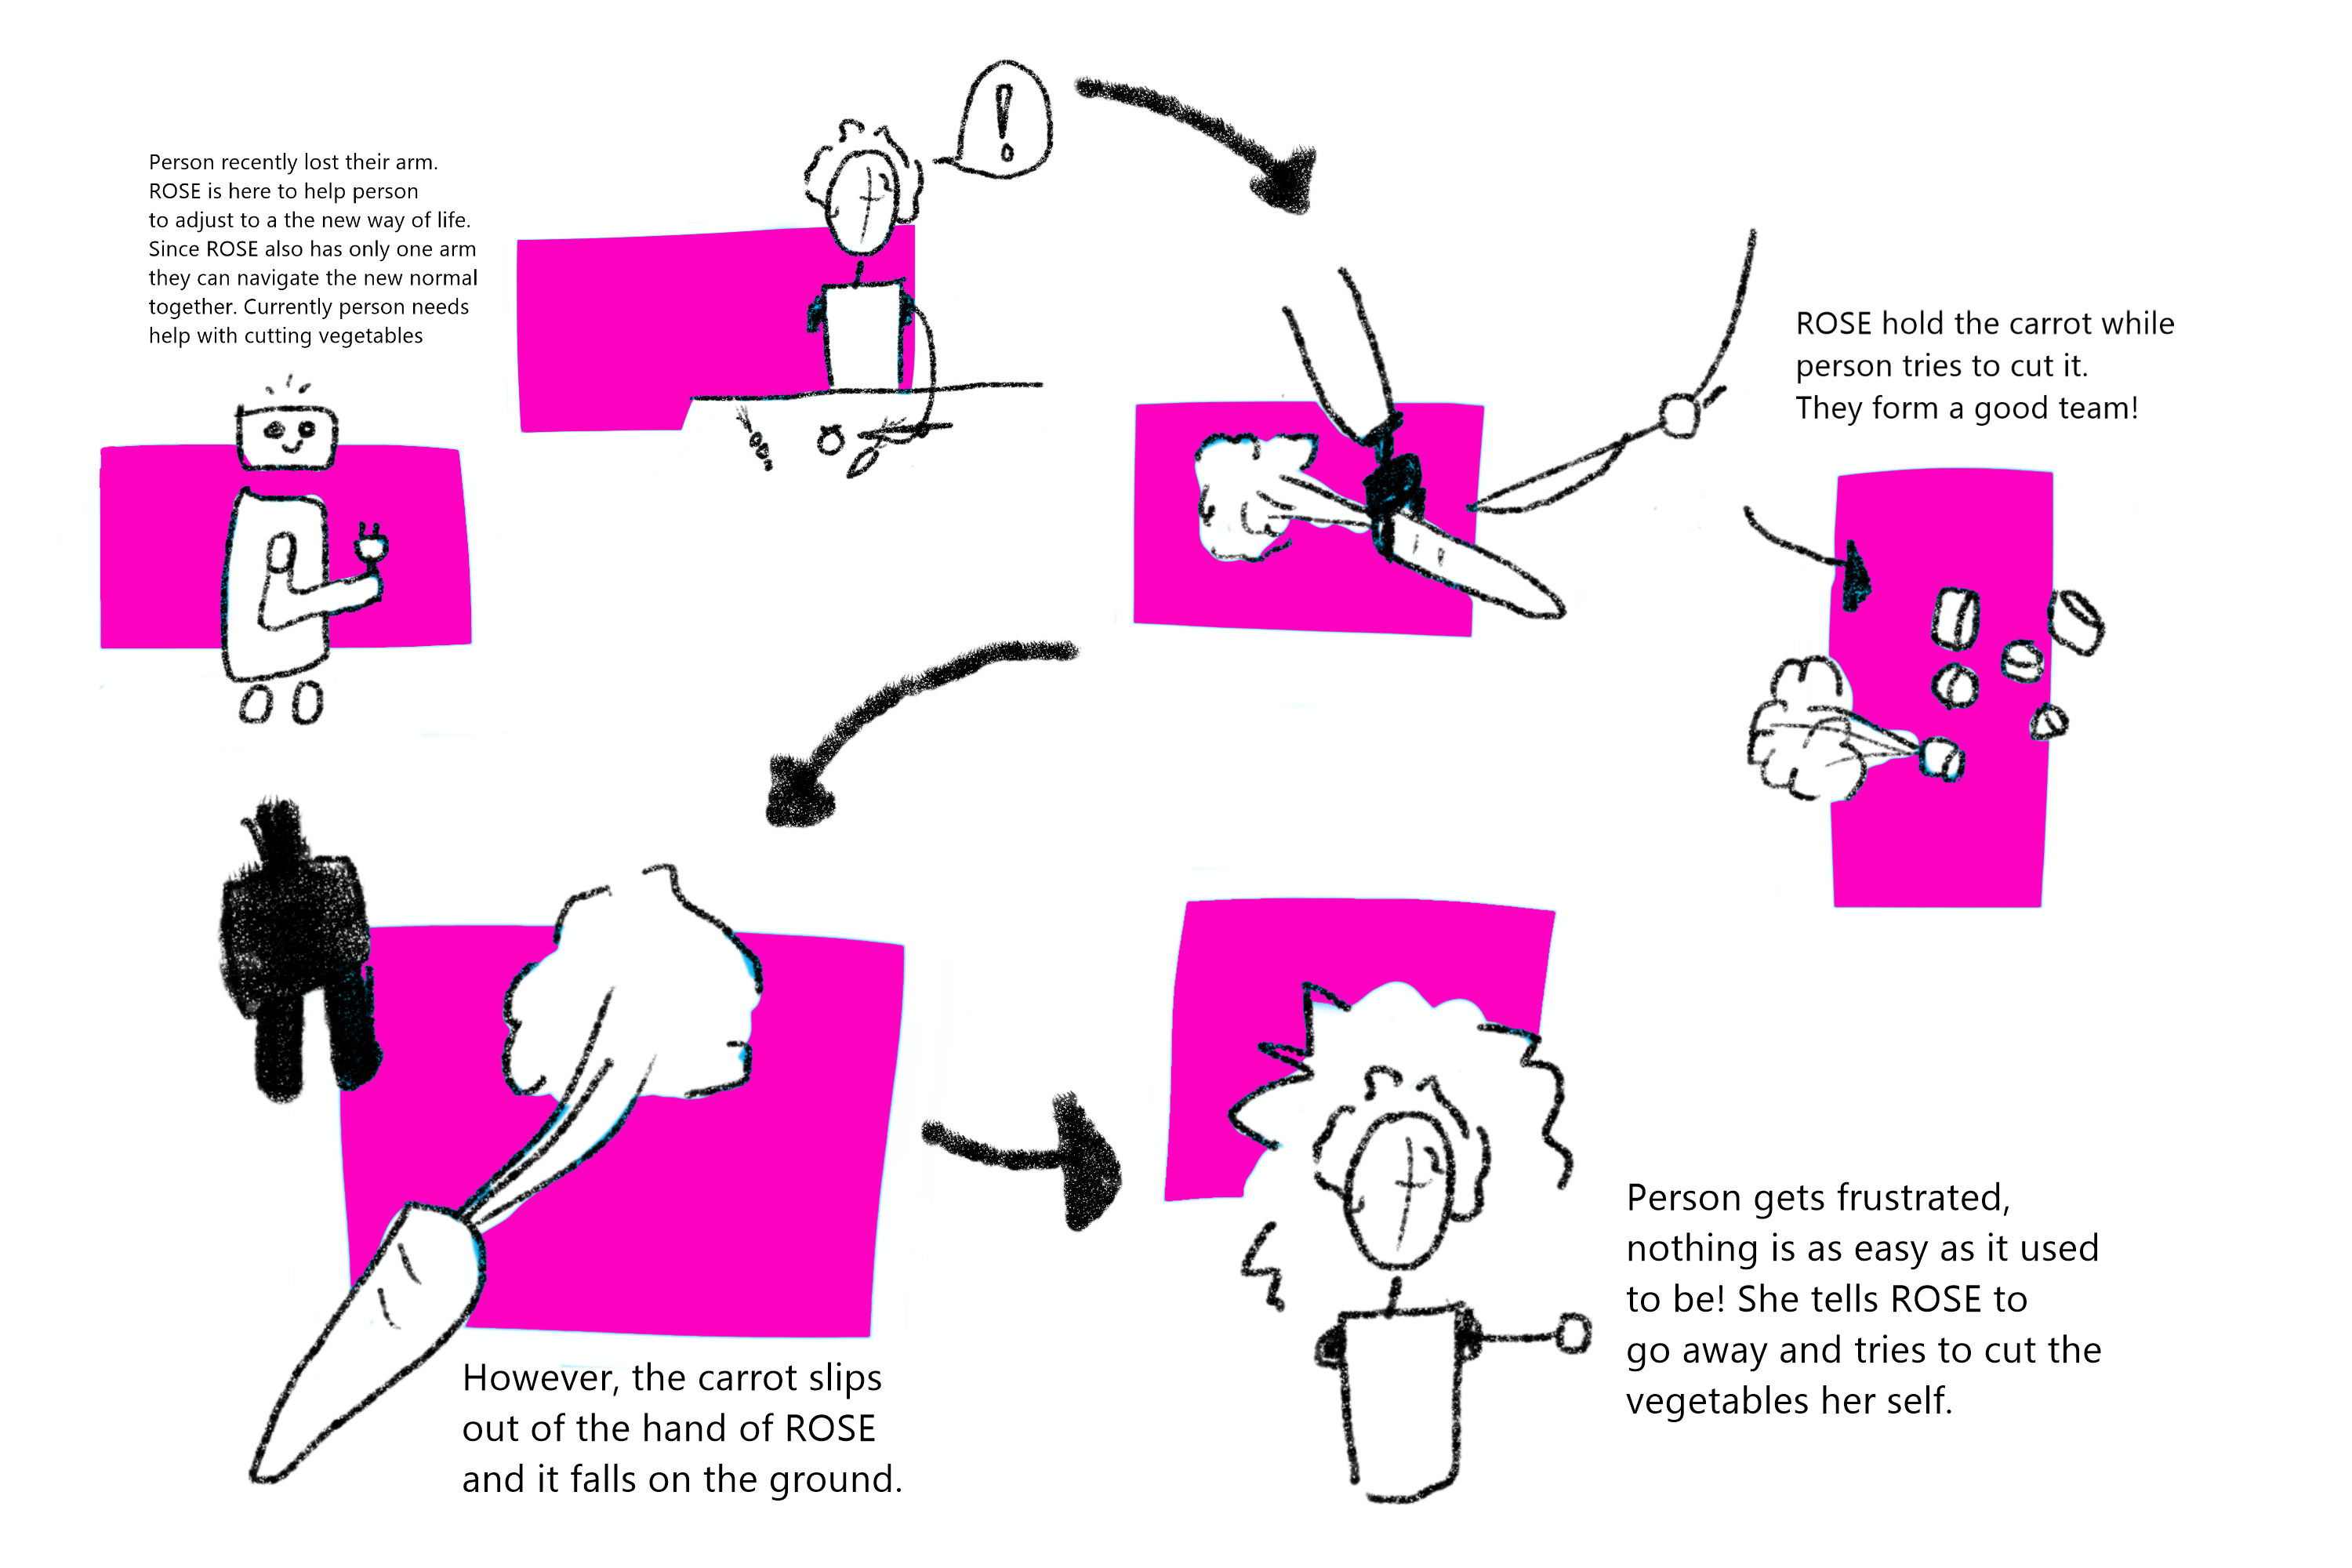 Person recently lost their arm.
ROSE is here to help person
to adjust to a the new way of life.
Since ROSE also has only one arm
they can navigate the new normal
together. Currently person needs
help with cutting vegetables
!
ROSE hold the carrot while
person tries to cut it.
They form a good team!
However, the carrot slips
out of the hand of ROSE
and it falls on the ground.
Person gets frustrated,
nothing is as easy as it used
to be! She tells ROSE to
go away and tries to cut the
vegetables her self.